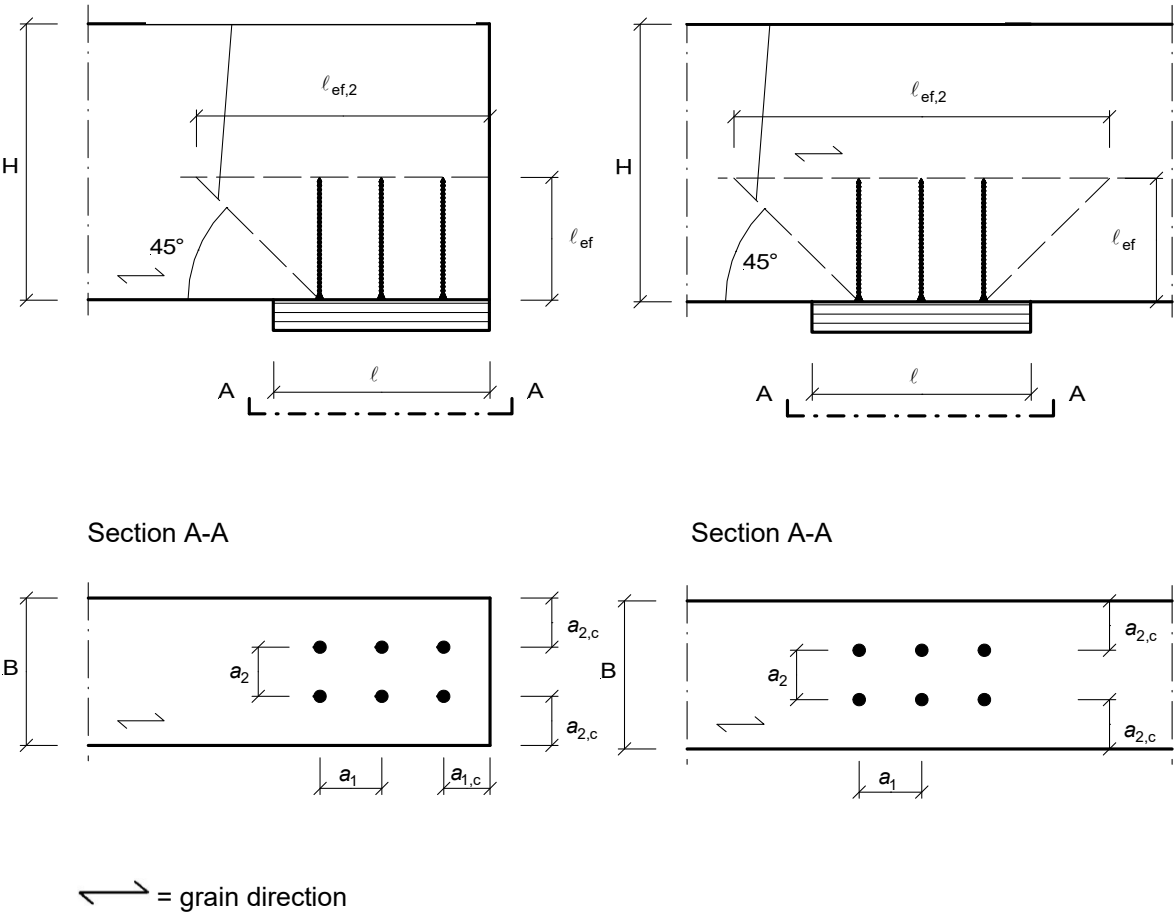 ℓef,2
H
45°
ℓef
ℓ
A A
ℓef,2
H
45°
ℓef
ℓ
A A
Section A-A
B
a2
a2,c
a2,c
a1
a1,c
Section A-A
B
a2
a2,c
a2,c
a1
= grain direction